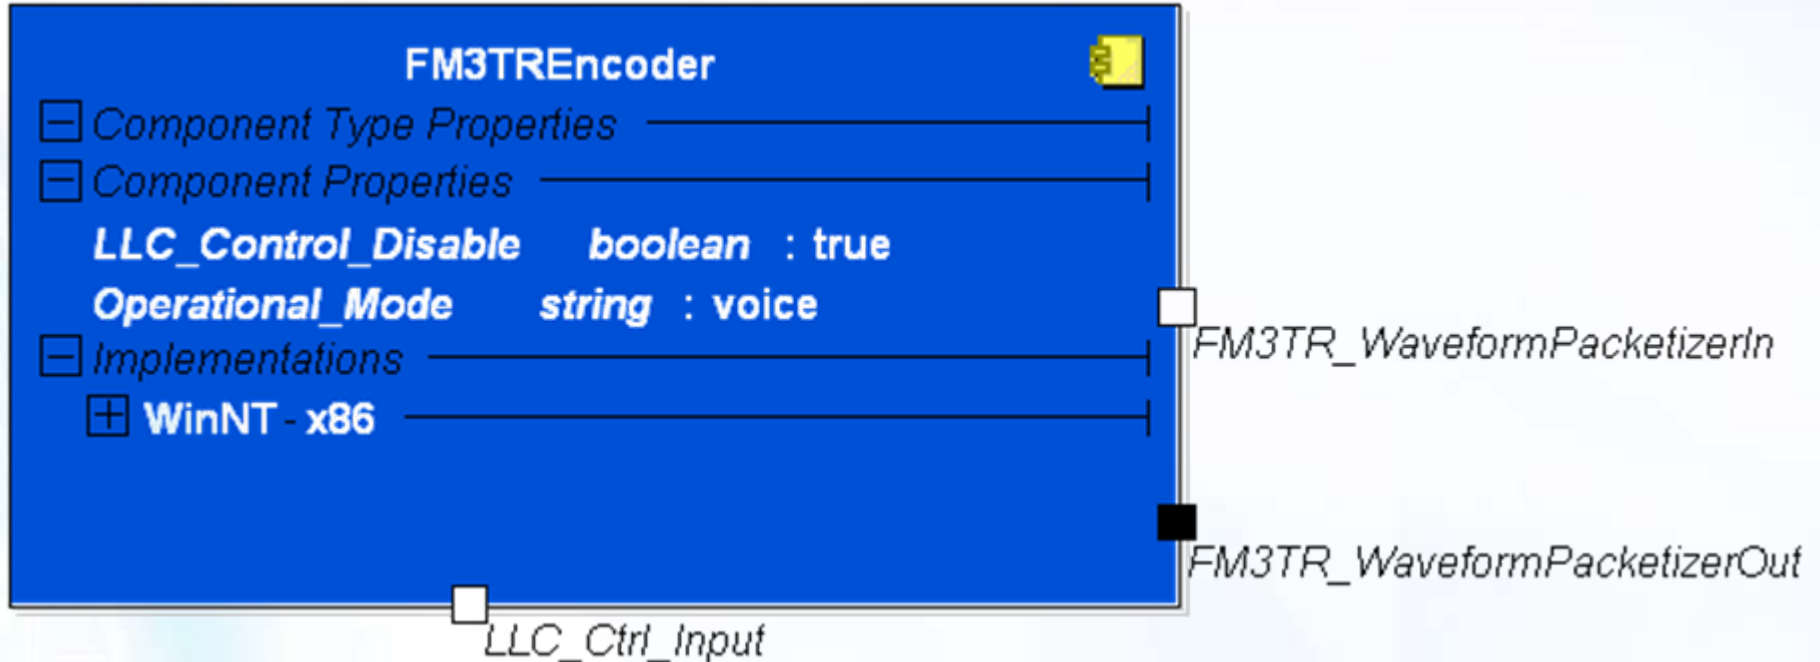 FM3TREncoder
Component Type Properties
Component Properties
LLC_Control_Disable boolean : true
Operational_Mode string : voice
FM3TR_WaveformPacketizerIn
Implementations
WinNT - x86
FM3TR_WaveformPacketizerOut
LLC_Ctrl_Input